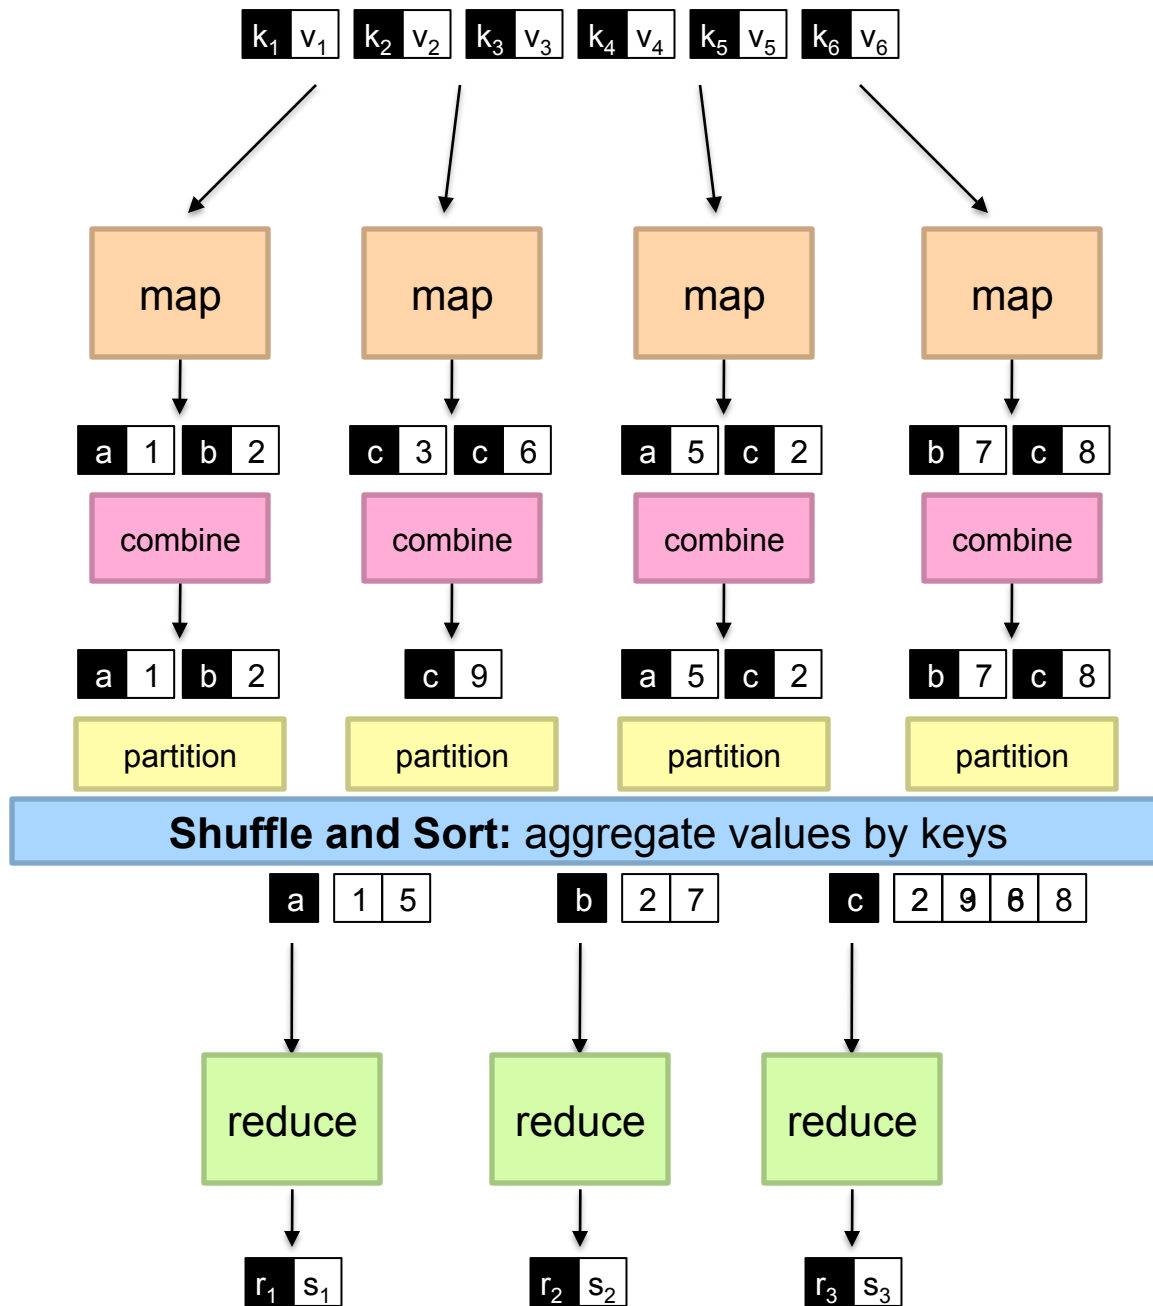 k1 v1 k2 v2 k3 v3 k4 v4 k5 v5 k6 v6
map map map map
a 1 b 2 c 3 c 6 a 5 c 2 b 7 c 8
combine combine combine combine
a 1 b 2 c 9 a 5 c 2 b 7 c 8
partition partition partition partition
Shuffle and Sort: aggregate values by keys
a 1 5 b 2 7 c 2 8
reduce reduce reduce
r1 s1 r2 s2 r3 s3